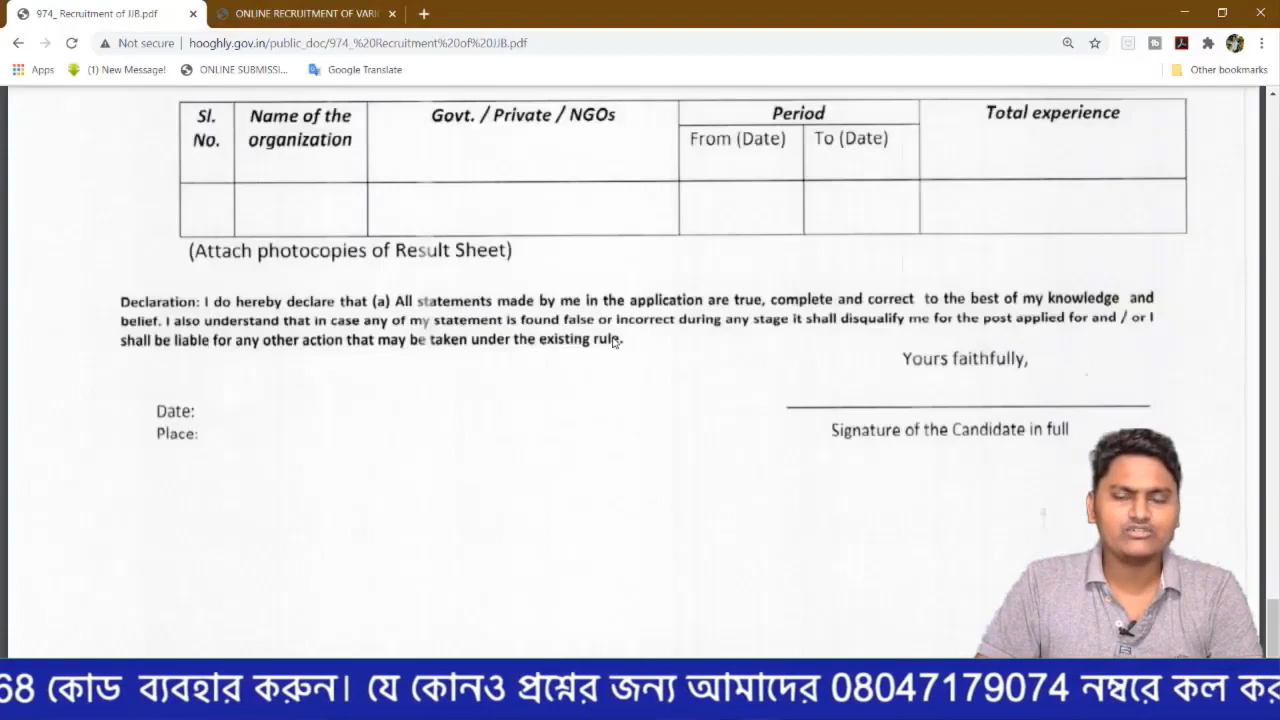 974_ Recruitment of JJB.pdf
ONLINE RECRUITMENT OF VARI
Not secure
hooghly.gov.in/public_doc/974_%20Recruitment%20of%20JJB.pdf
Apps
(1) New Message!
ONLINE SUBMISSI...
Google Translate
Other bookmarks
Sl. No.
Name of the organization
Govt. / Private / NGOs
Period
From (Date)
To (Date)
Total experience
(Attach photocopies of Result Sheet)
Declaration: I do hereby declare that (a) All statements made by me in the application are true, complete and correct to the best of my knowledge and
belief. I also understand that in case any of my statement is found false or incorrect during any stage it shall disqualify me for the post applied for and / or I
shall be liable for any other action that may be taken under the existing rule.
Yours faithfully,
Date:
Place:
Signature of the Candidate in full
68 কোড ব্যবহার করুন। যে কোনও প্রশ্নের জন্য আমাদের 08047179074 নম্বরে কল কর